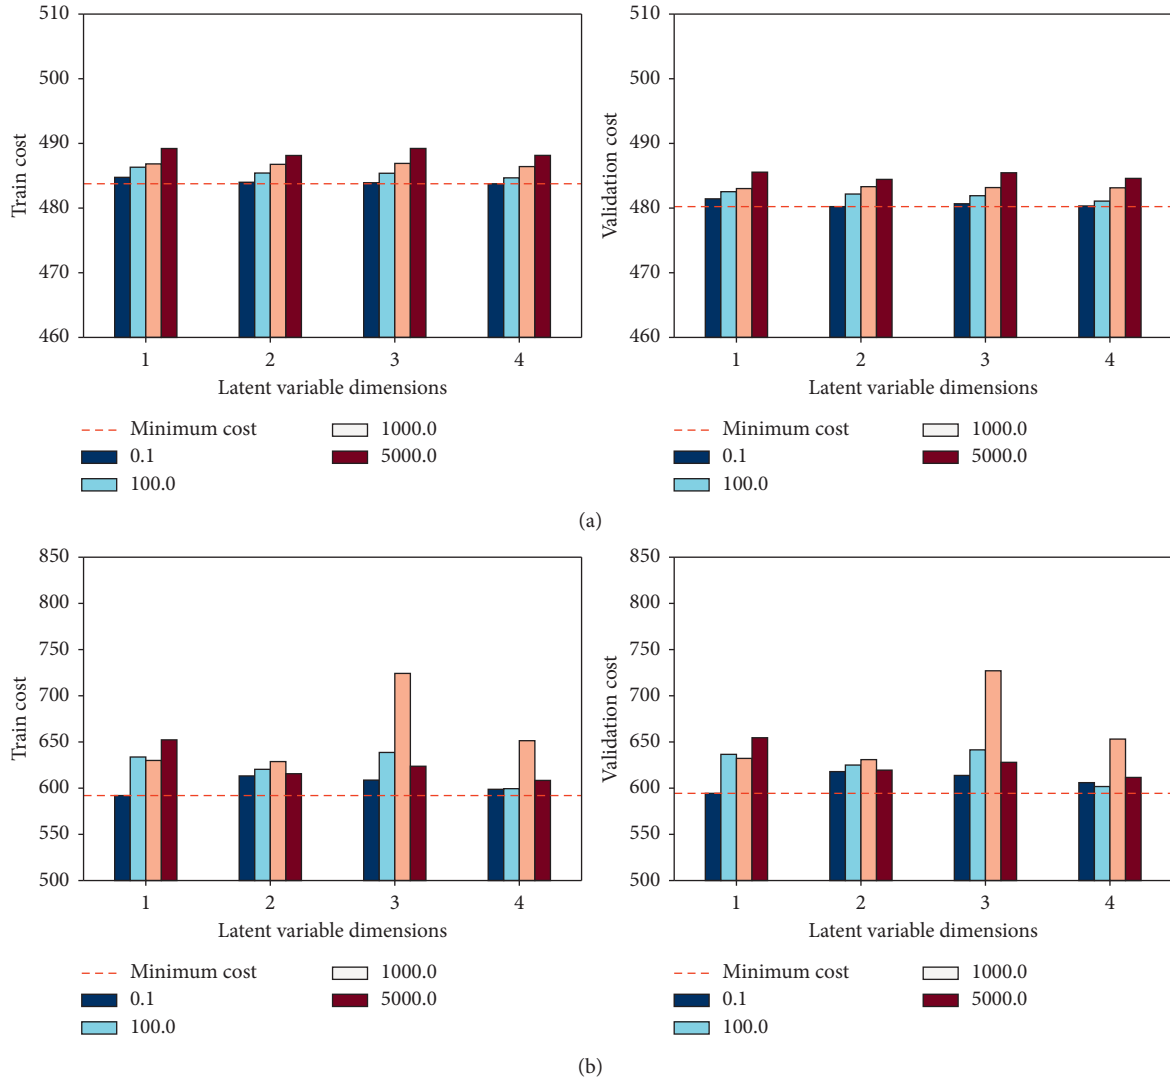 510
500
490
480
470
460
Train cost
1 2 3 4
Latent variable dimensions
Minimum cost
0.1
100.0
1000.0
5000.0
510
500
490
480
470
460
Validation cost
1 2 3 4
Latent variable dimensions
Minimum cost
0.1
100.0
1000.0
5000.0
(a)
850
800
750
700
650
600
550
500
Train cost
1 2 3 4
Latent variable dimensions
Minimum cost
0.1
100.0
1000.0
5000.0
850
800
750
700
650
600
550
500
Validation cost
1 2 3 4
Latent variable dimensions
Minimum cost
0.1
100.0
1000.0
5000.0
(b)